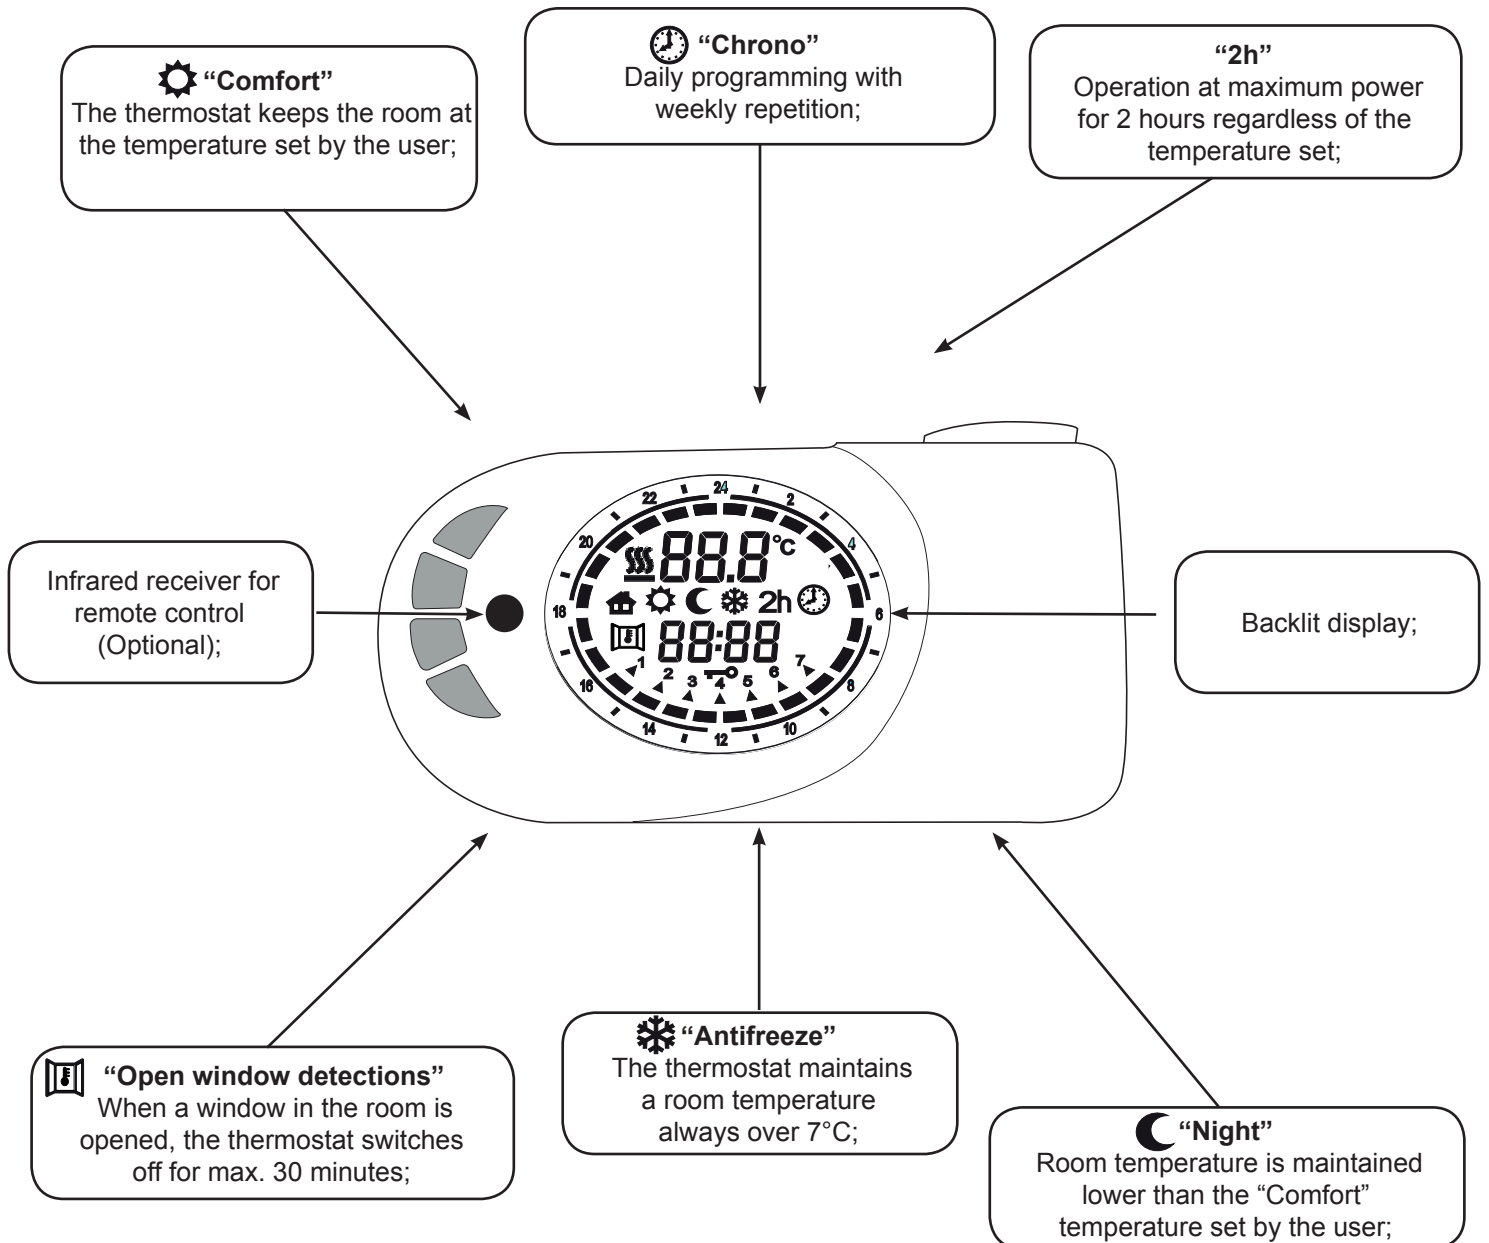 “Chrono”
Daily programming with
weekly repetition;
“Comfort”
The thermostat keeps the room at
the temperature set by the user;
“2h”
Operation at maximum power
for 2 hours regardless of the
temperature set;
24
22
2
20
4
88.8°C
18
2h
6
88:88
1 2 3 4 5 6 7
16
8
14
10
12
Infrared receiver for
remote control
(Optional);
Backlit display;
“Open window detections”
When a window in the room is
opened, the thermostat switches
off for max. 30 minutes;
“Antifreeze”
The thermostat maintains
a room temperature
always over 7°C;
“Night”
Room temperature is maintained
lower than the “Comfort”
temperature set by the user;